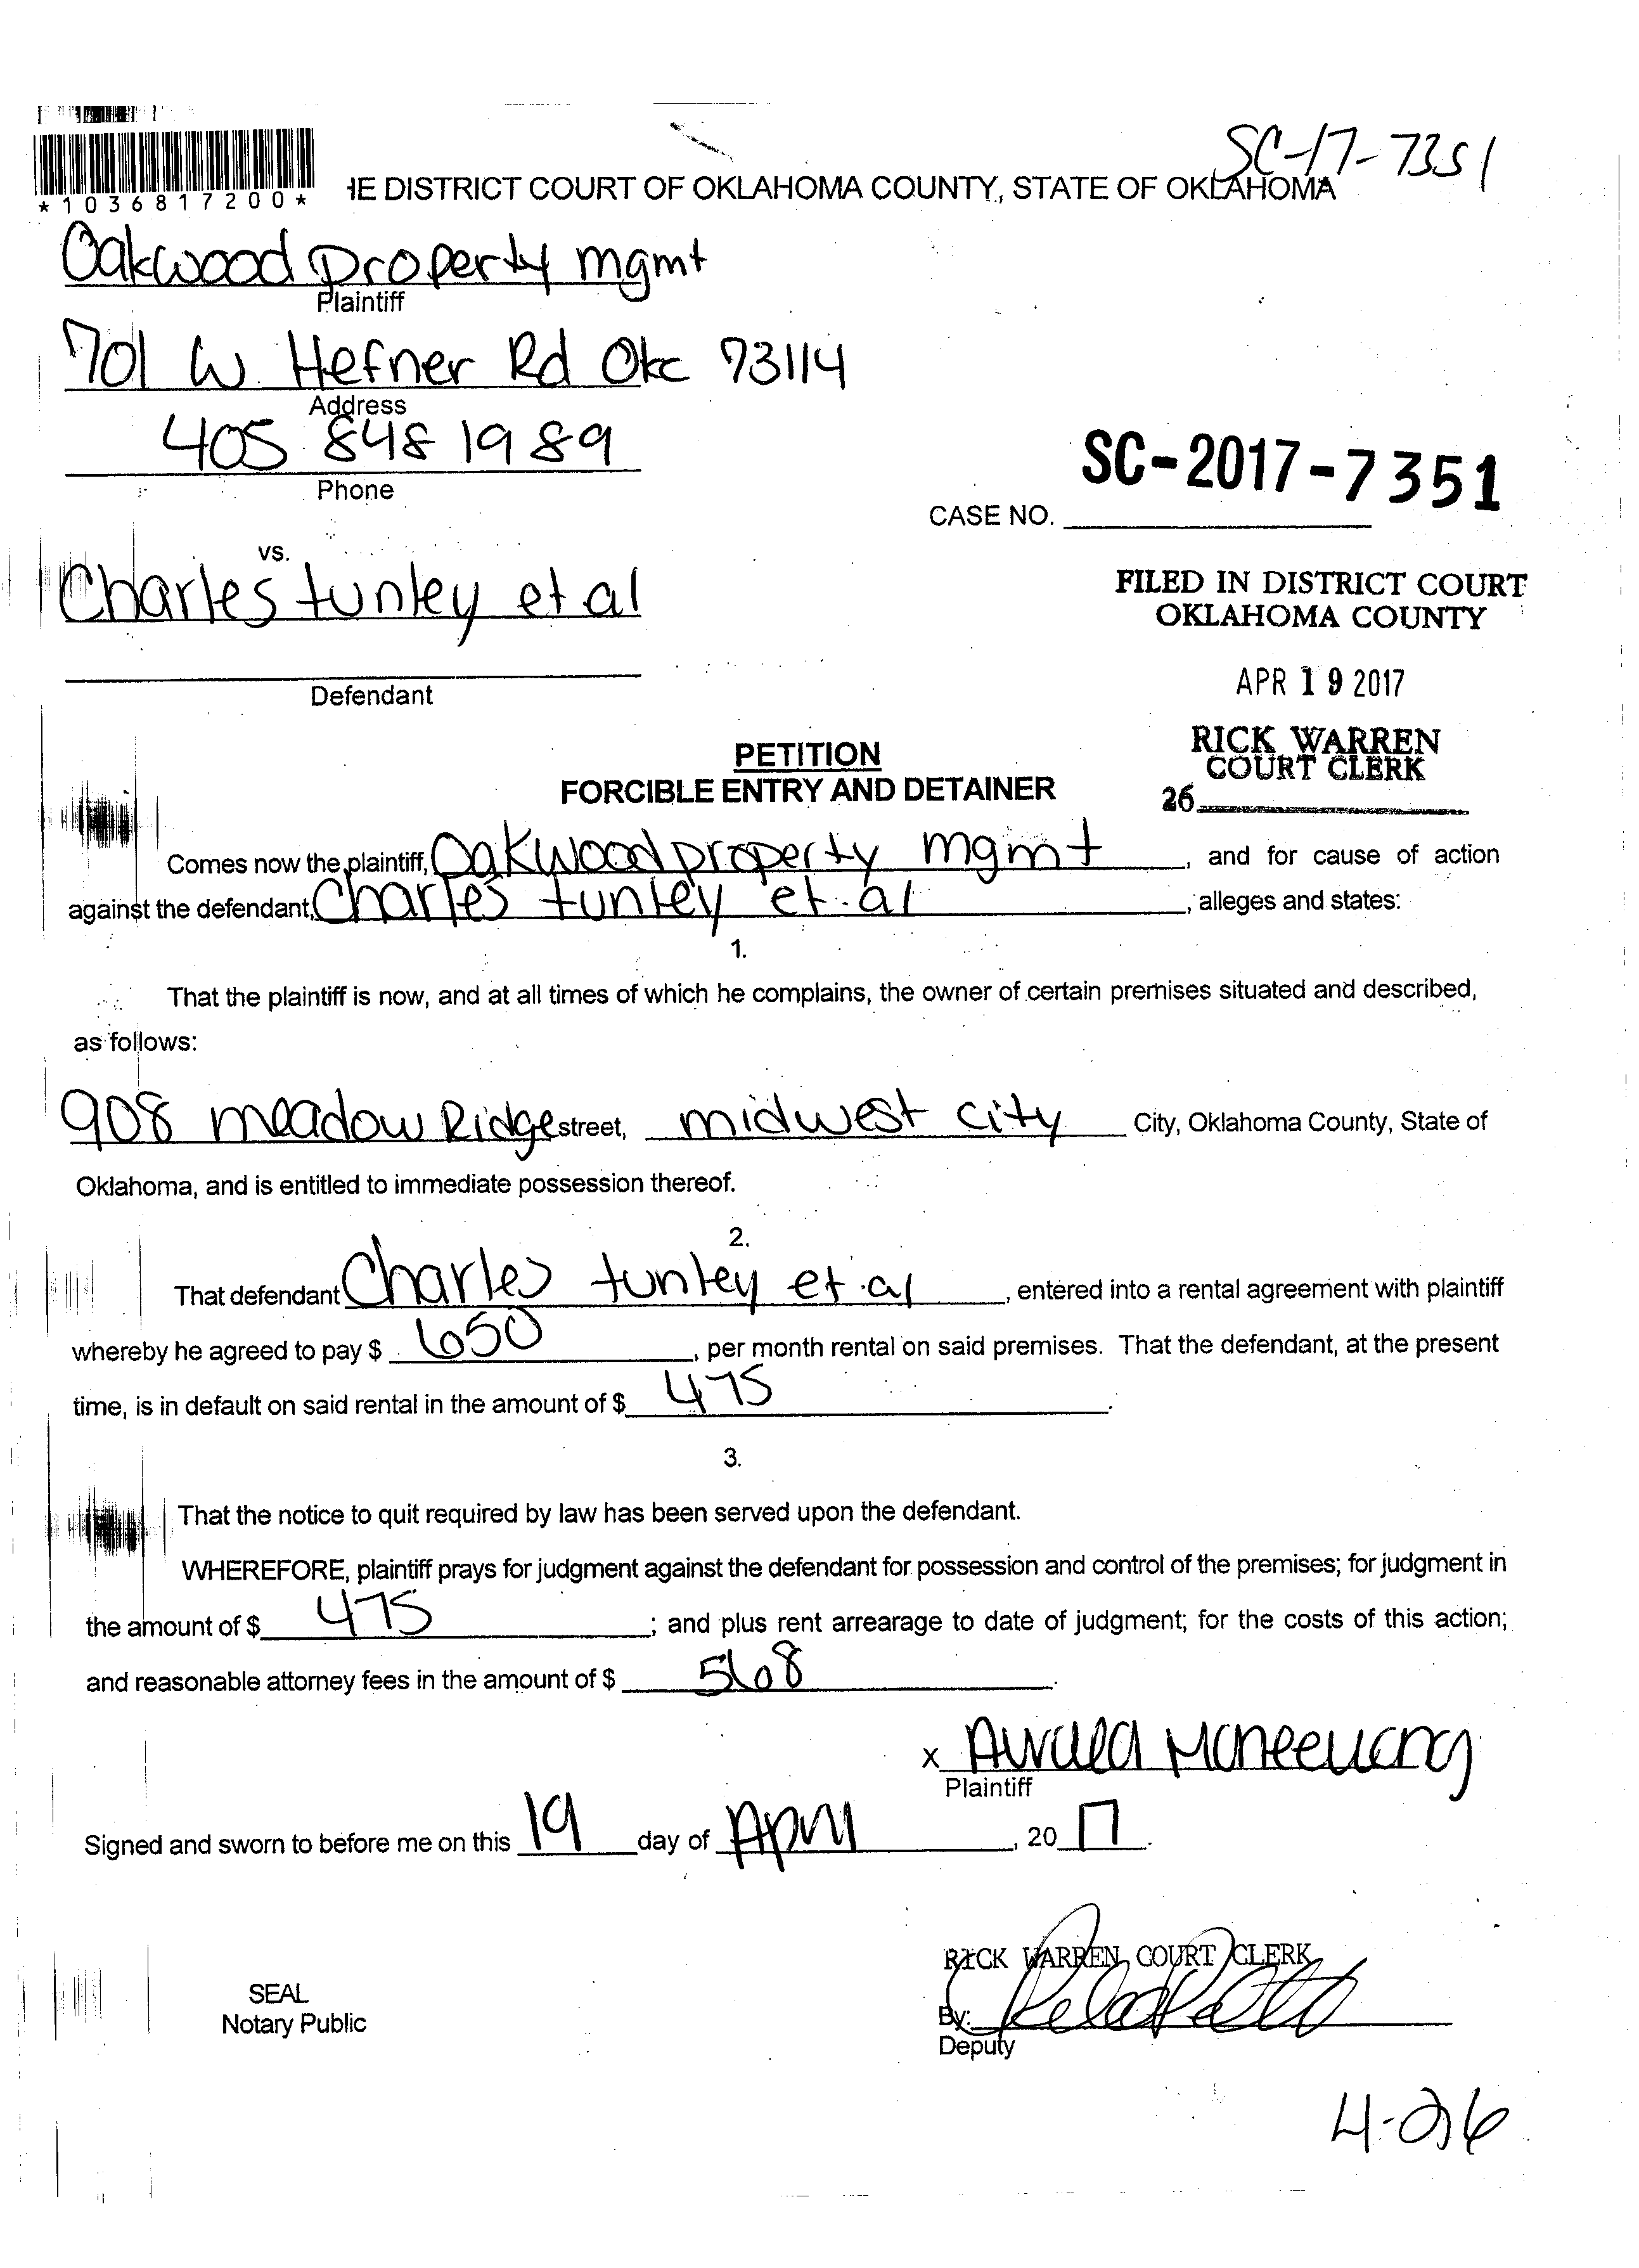 SC-17-7351
*1036817200*
HE DISTRICT COURT OF OKLAHOMA COUNTY, STATE OF OKLAHOMA
Oakwood property mgmt
Plaintiff
701 W. Hefner Rd Okc 73114
Address
405 848 1989
Phone
SC-2017-7351
CASE NO.
vs.
Charles tunley et al
FILED IN DISTRICT COURT
OKLAHOMA COUNTY
Defendant
APR 19 2017
PETITION
FORCIBLE ENTRY AND DETAINER
RICK WARREN
COURT CLERK
26
Comes now the plaintiff, Oakwood property mgmt, and for cause of action
against the defendant, Charles tunley et. al, alleges and states:
1.
That the plaintiff is now, and at all times of which he complains, the owner of certain premises situated and described,
as follows:
908 meadow Ridge street, midwest city City, Oklahoma County, State of
Oklahoma, and is entitled to immediate possession thereof.
2.
That defendant Charles tunley et al, entered into a rental agreement with plaintiff
whereby he agreed to pay $ 650, per month rental on said premises. That the defendant, at the present
time, is in default on said rental in the amount of $ 475.
3.
That the notice to quit required by law has been served upon the defendant.
WHEREFORE, plaintiff prays for judgment against the defendant for possession and control of the premises; for judgment in
the amount of $ 475; and plus rent arrearage to date of judgment; for the costs of this action;
and reasonable attorney fees in the amount of $ 568.
x
Plaintiff
Signed and sworn to before me on this 19 day of April, 20 17.
RICK WARREN, COURT CLERK
SEAL
Notary Public
By:
Deputy
4-26